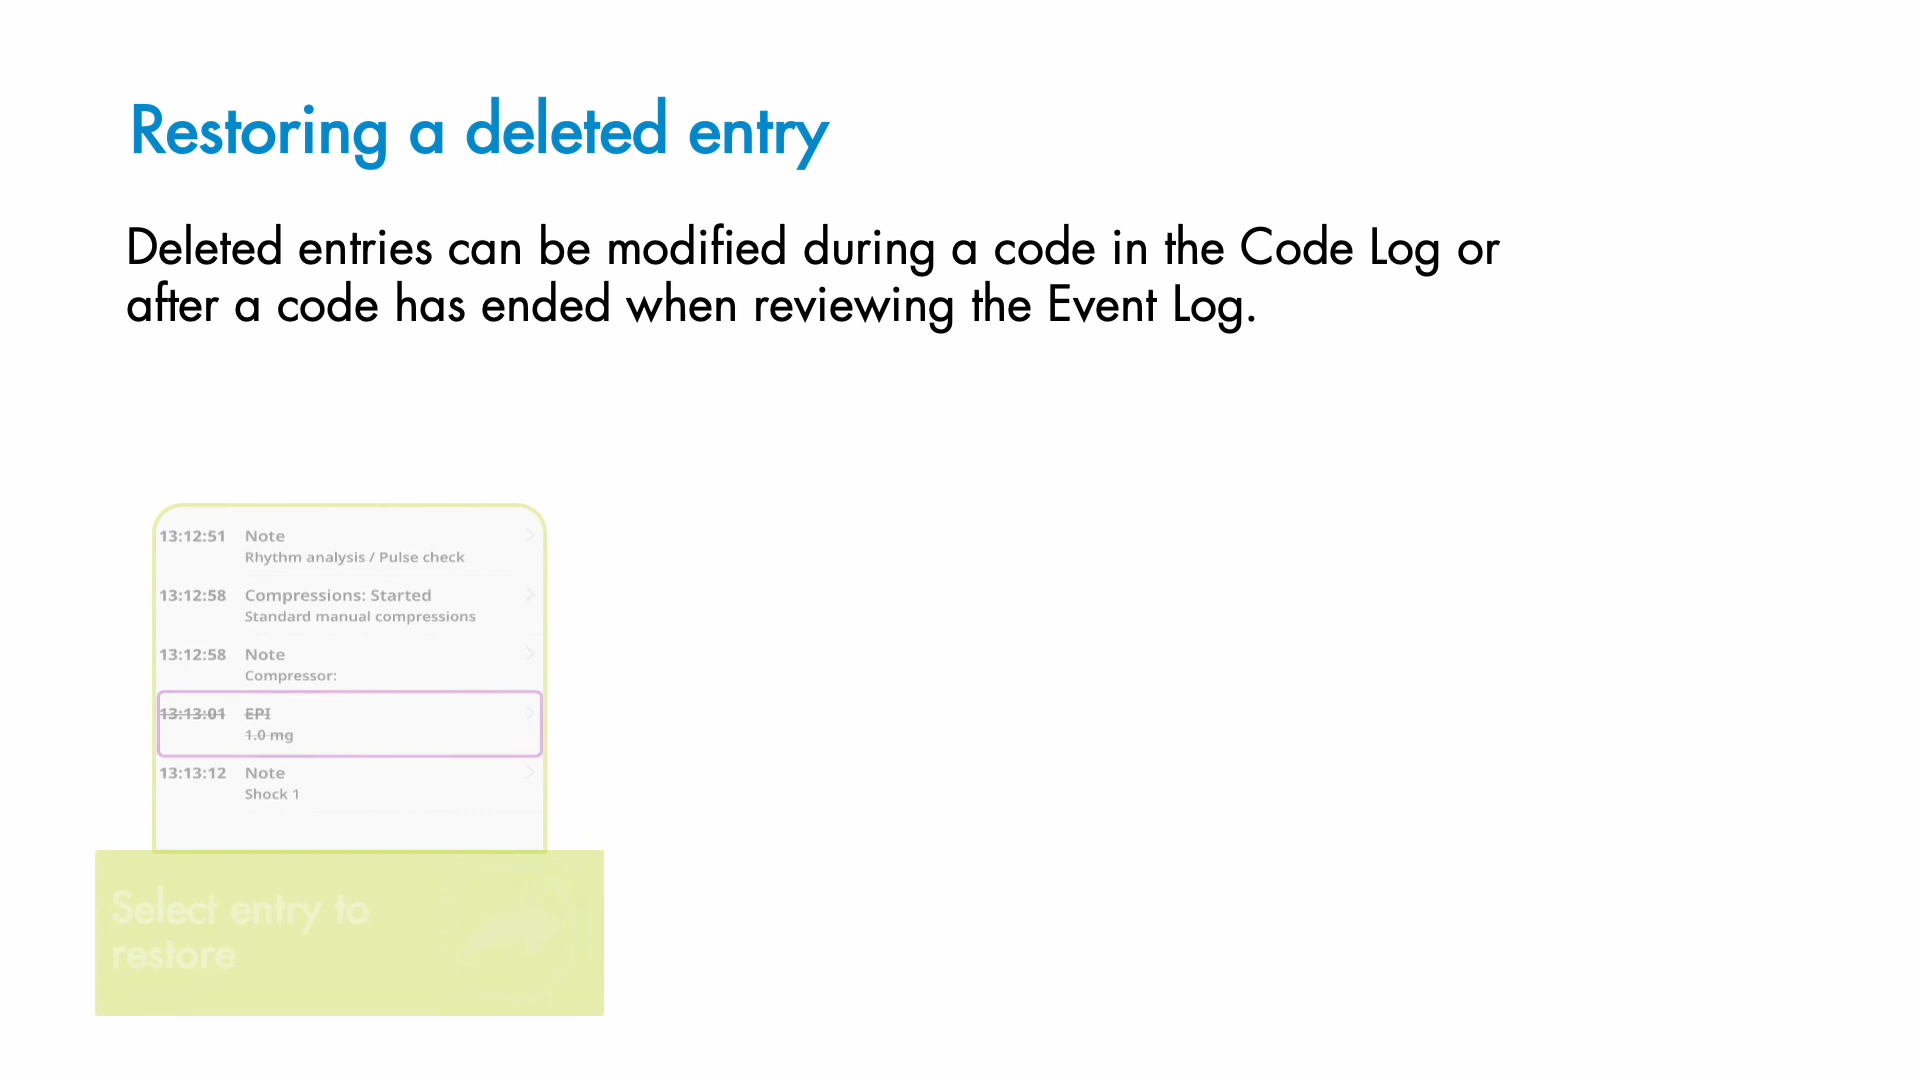 Restoring a deleted entry
Deleted entries can be modified during a code in the Code Log or
after a code has ended when reviewing the Event Log.
13:12:51 Note
Rhythm analysis / Pulse check
13:12:58 Compressions: Started
Standard manual compressions
13:12:58 Note
Compressor:
13:13:01 EPI
1.0 mg
13:13:12 Note
Shock 1
Select entry to
restore